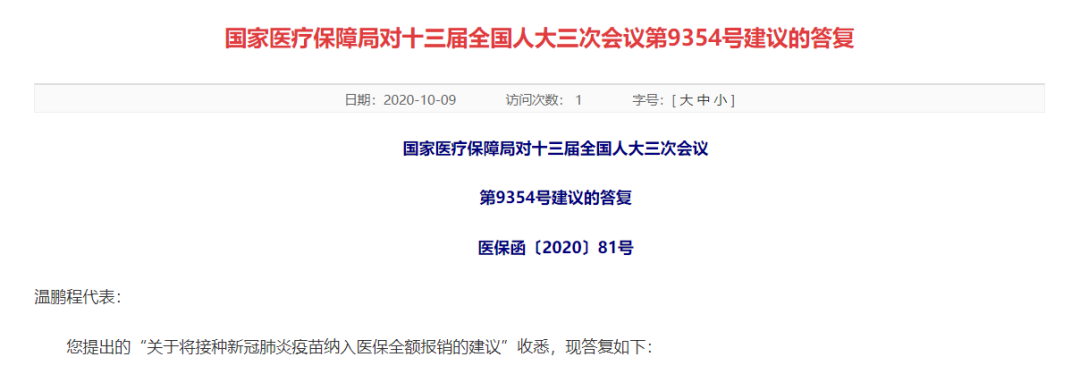 国家医疗保障局对十三届全国人大三次会议第9354号建议的答复
日期：2020-10-09 访问次数： 1 字号：[ 大 中 小 ]
国家医疗保障局对十三届全国人大三次会议
第9354号建议的答复
医保函〔2020〕81号
温鹏程代表：
您提出的“关于将接种新冠肺炎疫苗纳入医保全额报销的建议”收悉，现答复如下：